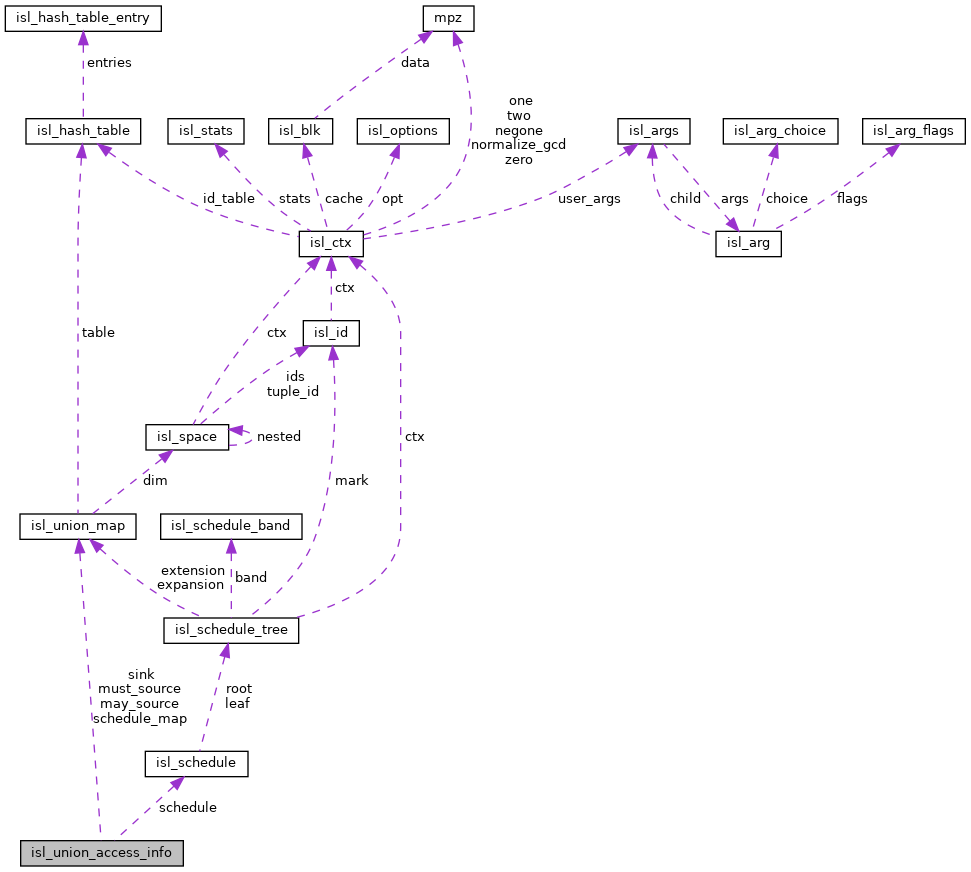 isl_hash_table_entry
mpz
entries
data
one
two
negone
normalize_gcd
zero
isl_hash_table
isl_stats
isl_blk
isl_options
isl_args
isl_arg_choice
isl_arg_flags
id_table
stats
cache
opt
user_args
child
args
choice
flags
isl_ctx
isl_arg
ctx
table
ctx
isl_id
ids
tuple_id
isl_space
nested
ctx
dim
mark
isl_union_map
isl_schedule_band
extension
expansion
band
isl_schedule_tree
sink
must_source
may_source
schedule_map
root
leaf
isl_schedule
schedule
isl_union_access_info